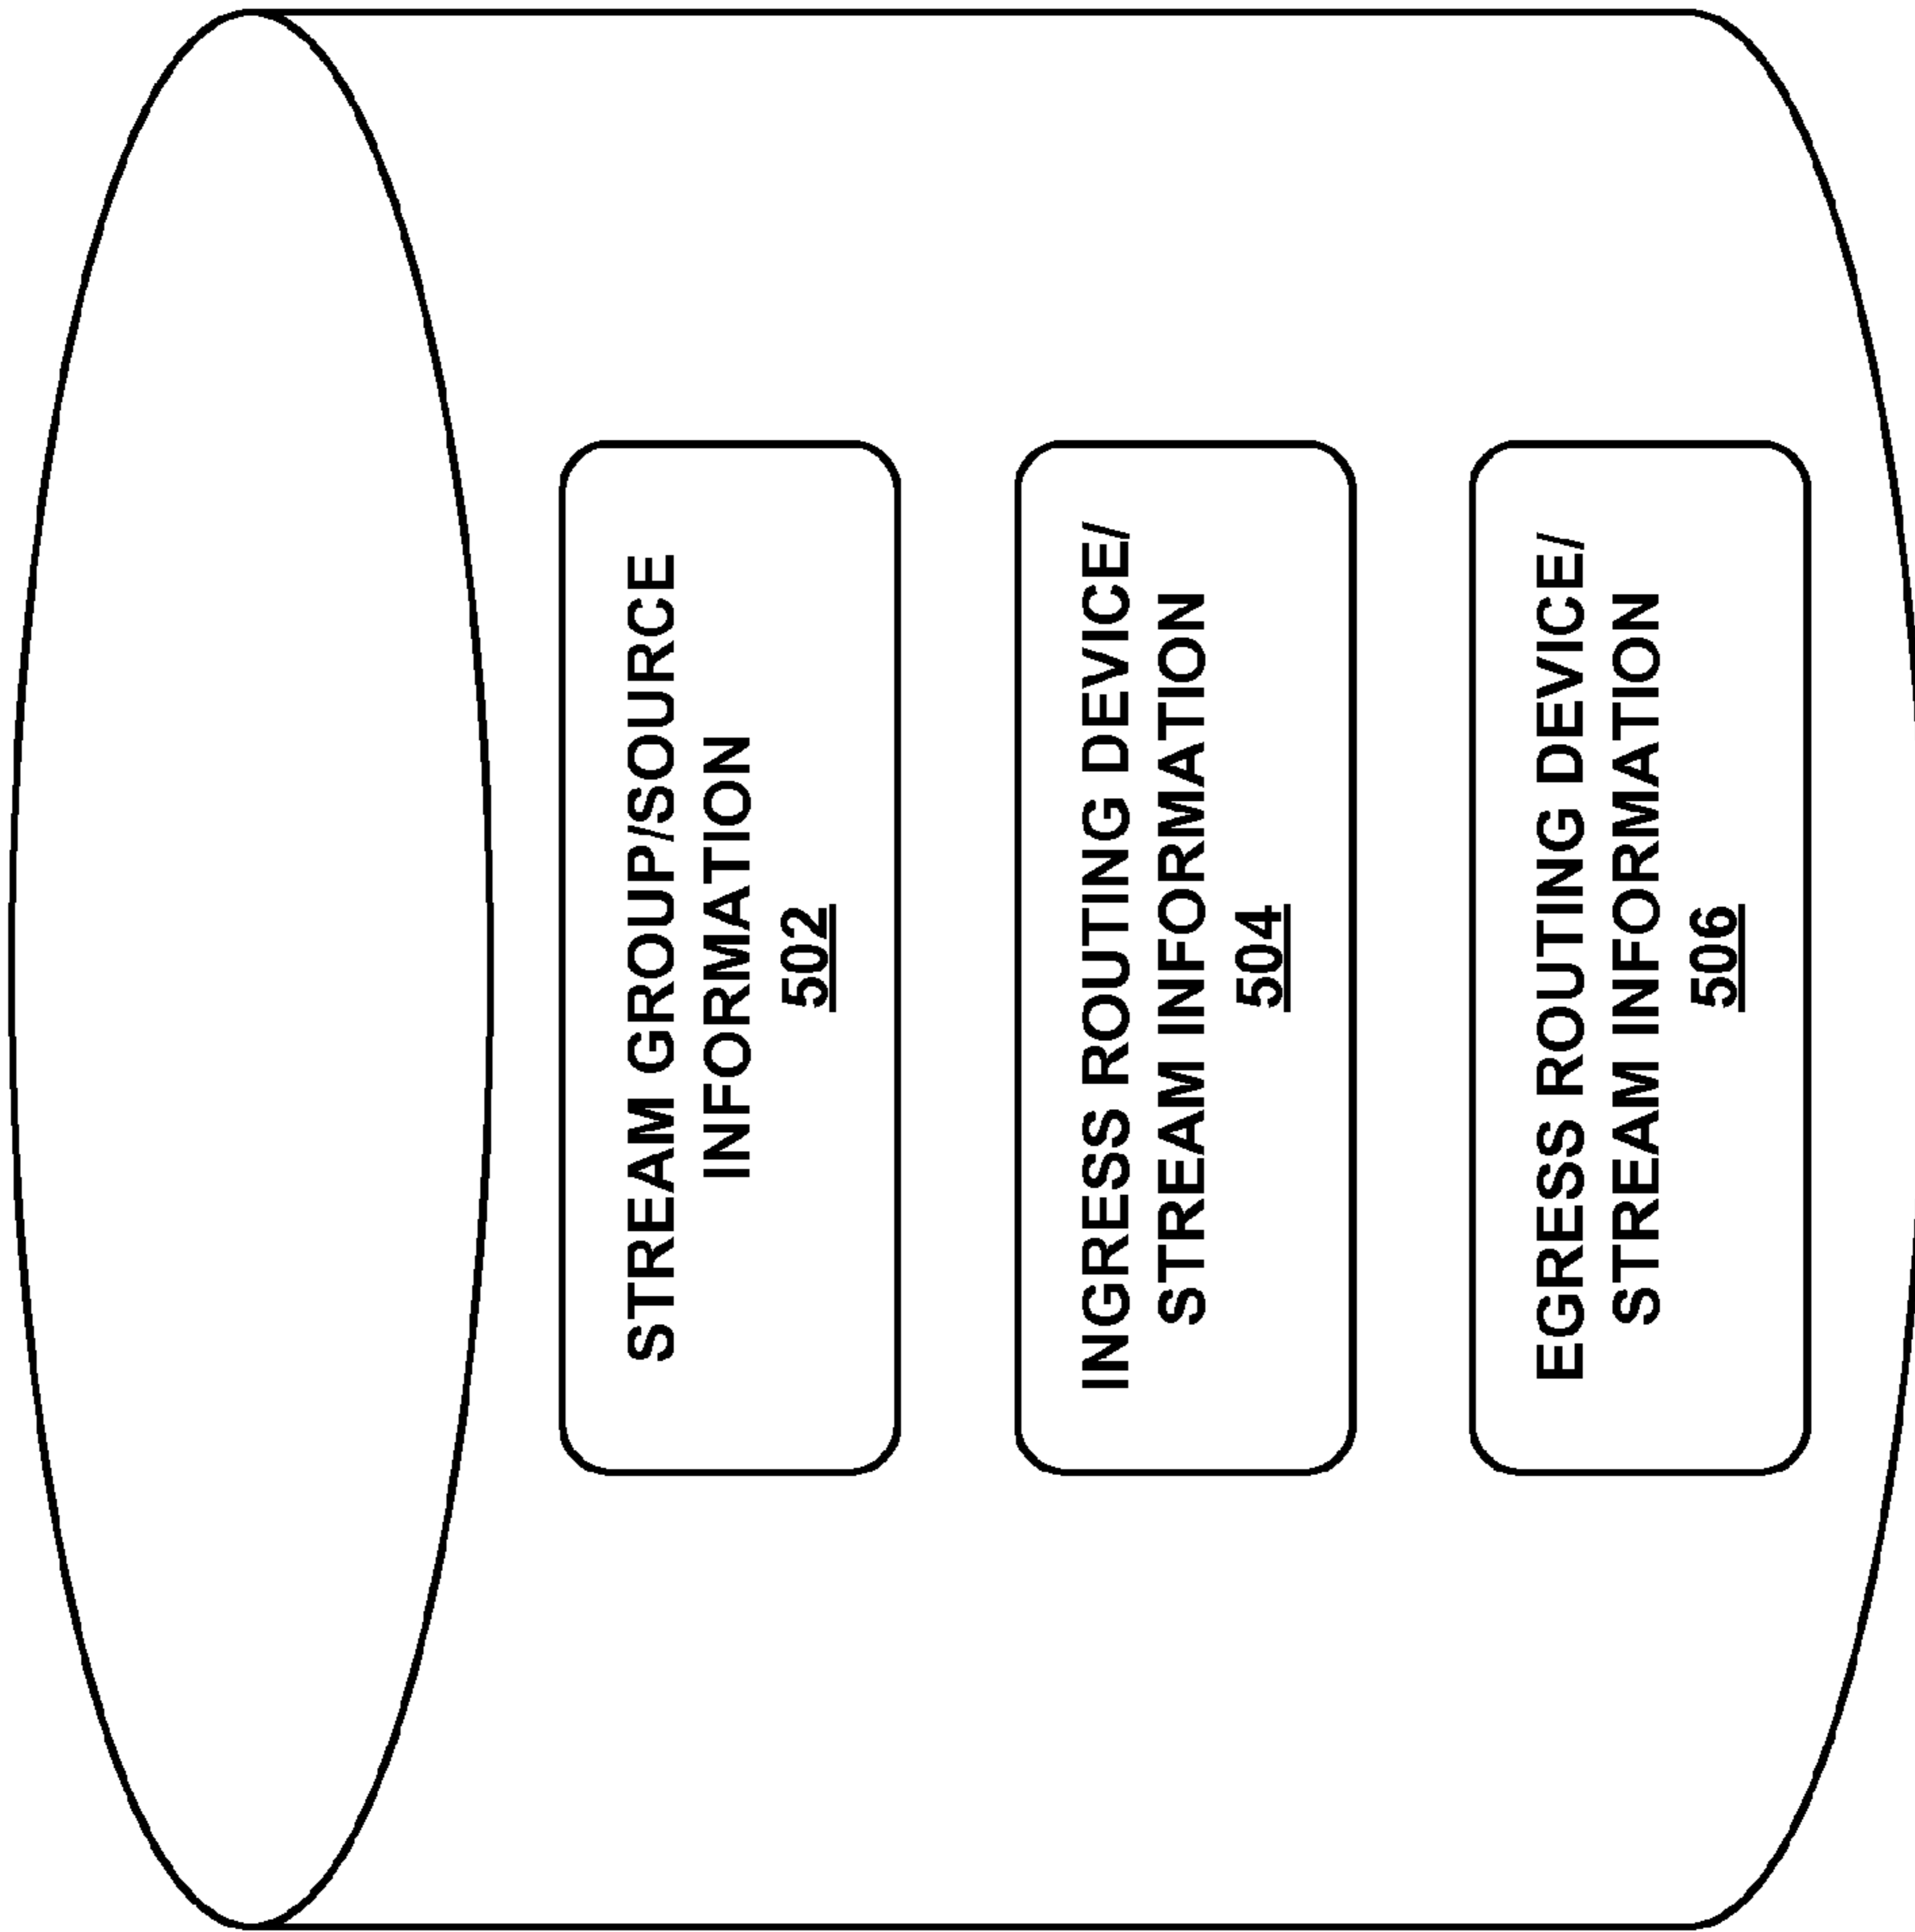 STREAM GROUP/SOURCE
INFORMATION
502
INGRESS ROUTING DEVICE/
STREAM INFORMATION
504
EGRESS ROUTING DEVICE/
STREAM INFORMATION
506